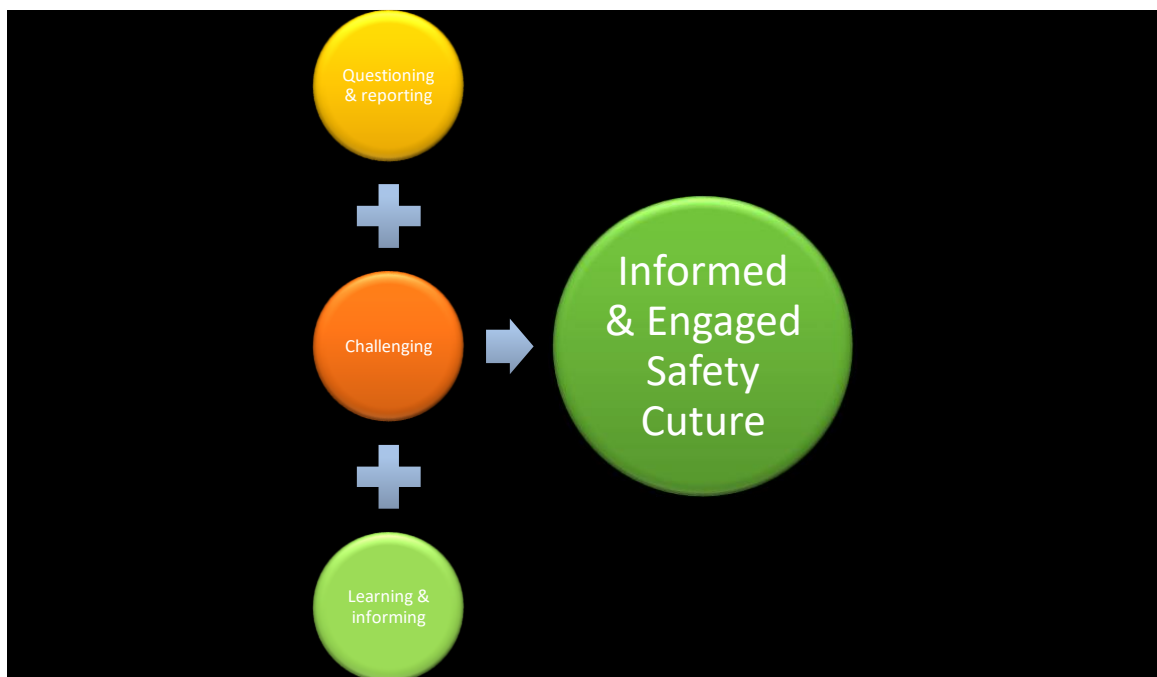 Questioning
& reporting
Challenging
Informed
& Engaged
Safety
Cuture
Learning &
informing